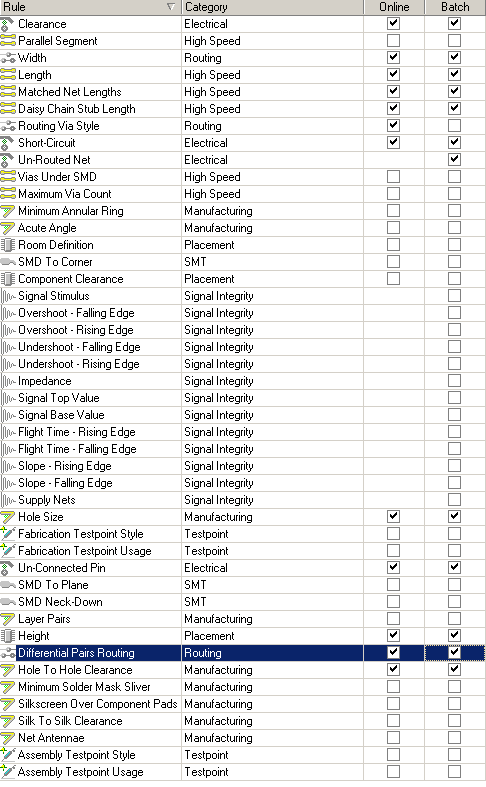 Rule Category Online Batch
Clearance Electrical
Parallel Segment High Speed
Width Routing
Length High Speed
Matched Net Lengths High Speed
Daisy Chain Stub Length High Speed
Routing Via Style Routing
Short-Circuit Electrical
Un-Routed Net Electrical
Vias Under SMD High Speed
Maximum Via Count High Speed
Minimum Annular Ring Manufacturing
Acute Angle Manufacturing
Room Definition Placement
SMD To Corner SMT
Component Clearance Placement
Signal Stimulus Signal Integrity
Overshoot - Falling Edge Signal Integrity
Overshoot - Rising Edge Signal Integrity
Undershoot - Falling Edge Signal Integrity
Undershoot - Rising Edge Signal Integrity
Impedance Signal Integrity
Signal Top Value Signal Integrity
Signal Base Value Signal Integrity
Flight Time - Rising Edge Signal Integrity
Flight Time - Falling Edge Signal Integrity
Slope - Rising Edge Signal Integrity
Slope - Falling Edge Signal Integrity
Supply Nets Signal Integrity
Hole Size Manufacturing
Fabrication Testpoint Style Testpoint
Fabrication Testpoint Usage Testpoint
Un-Connected Pin Electrical
SMD To Plane SMT
SMD Neck-Down SMT
Layer Pairs Manufacturing
Height Placement
Differential Pairs Routing Routing
Hole To Hole Clearance Manufacturing
Minimum Solder Mask Sliver Manufacturing
Silkscreen Over Component Pads Manufacturing
Silk To Silk Clearance Manufacturing
Net Antennae Manufacturing
Assembly Testpoint Style Testpoint
Assembly Testpoint Usage Testpoint